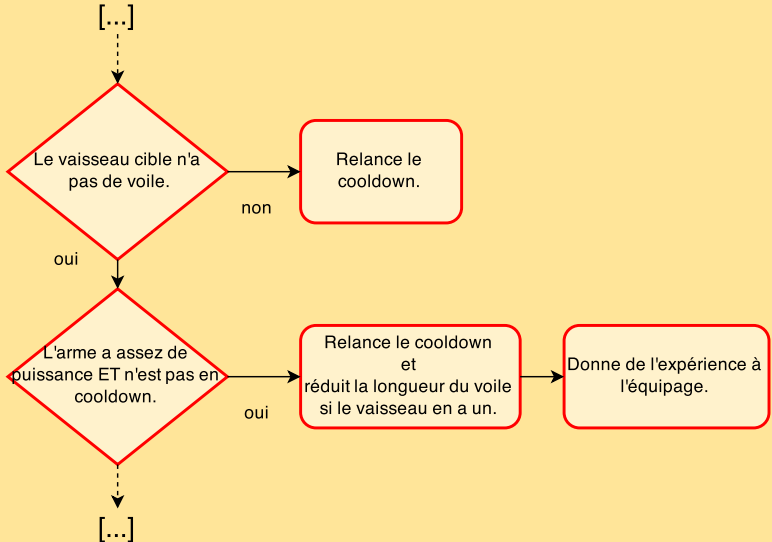 [...]
Le vaisseau cible n'a
pas de voile.
Relance le
cooldown.
non
oui
L'arme a assez de
puissance ET n'est pas en
cooldown.
Relance le cooldown
et
réduit la longueur du voile
si le vaisseau en a un.
Donne de l'expérience à
l'équipage.
oui
[...]